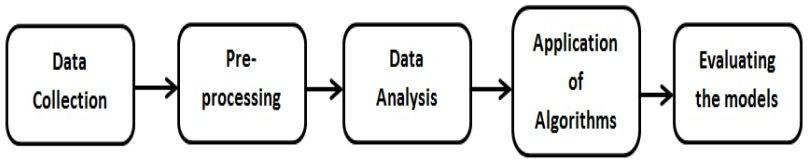 Data
Collection
Pre-
processing
Data
Analysis
Application
of
Algorithms
Evaluating
the models